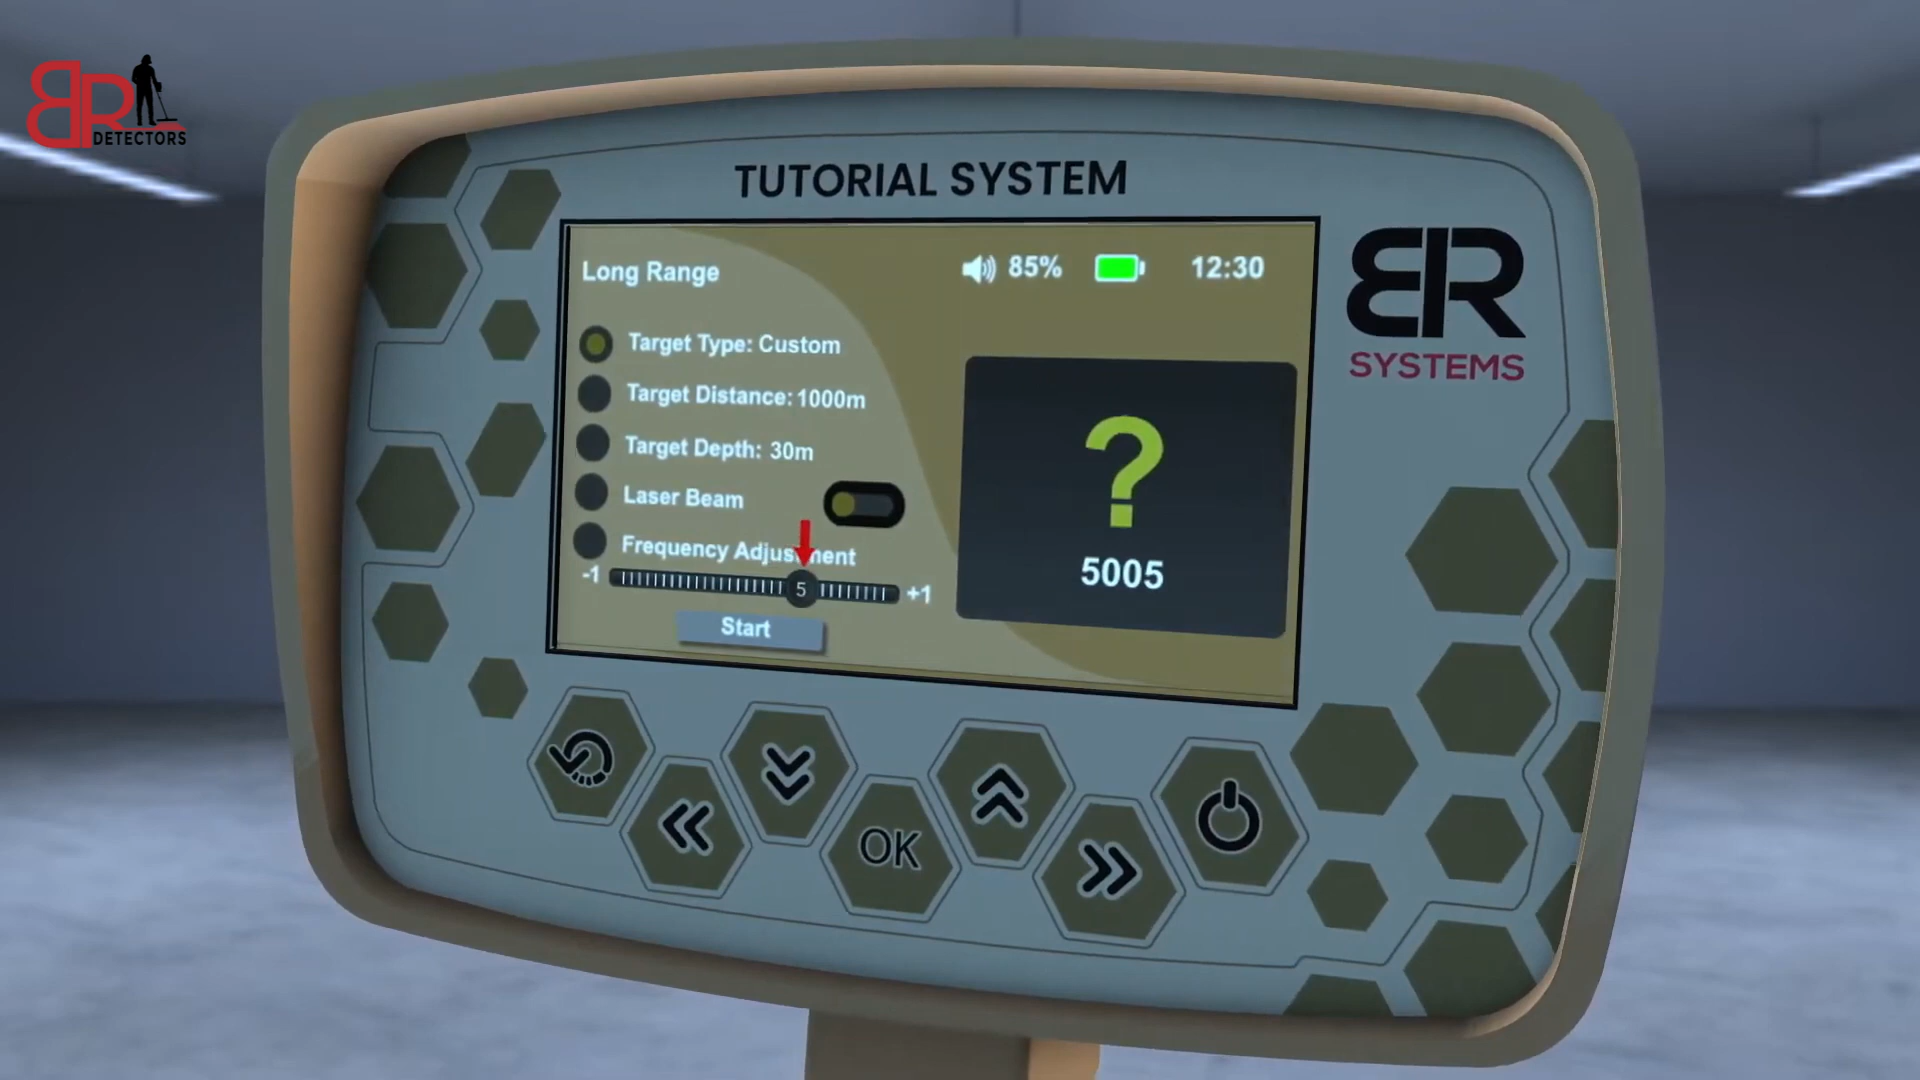 BR
DETECTORS
TUTORIAL SYSTEM
Long Range
85%
12:30
BR
SYSTEMS
Target Type: Custom
Target Distance: 1000m
Target Depth: 30m
Laser Beam
Frequency Adjustment
-1
5
+1
Start
?
5005
OK